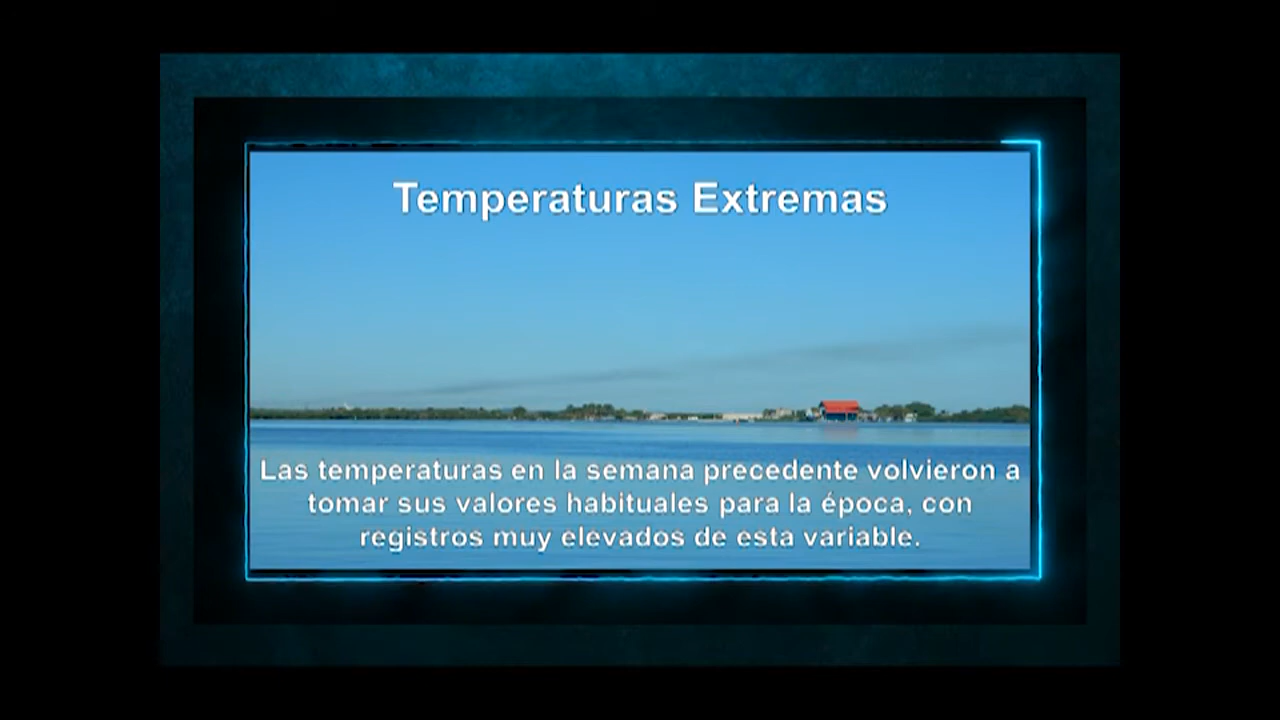 Temperaturas Extremas
Las temperaturas en la semana precedente volvieron a
tomar sus valores habituales para la época, con
registros muy elevados de esta variable.